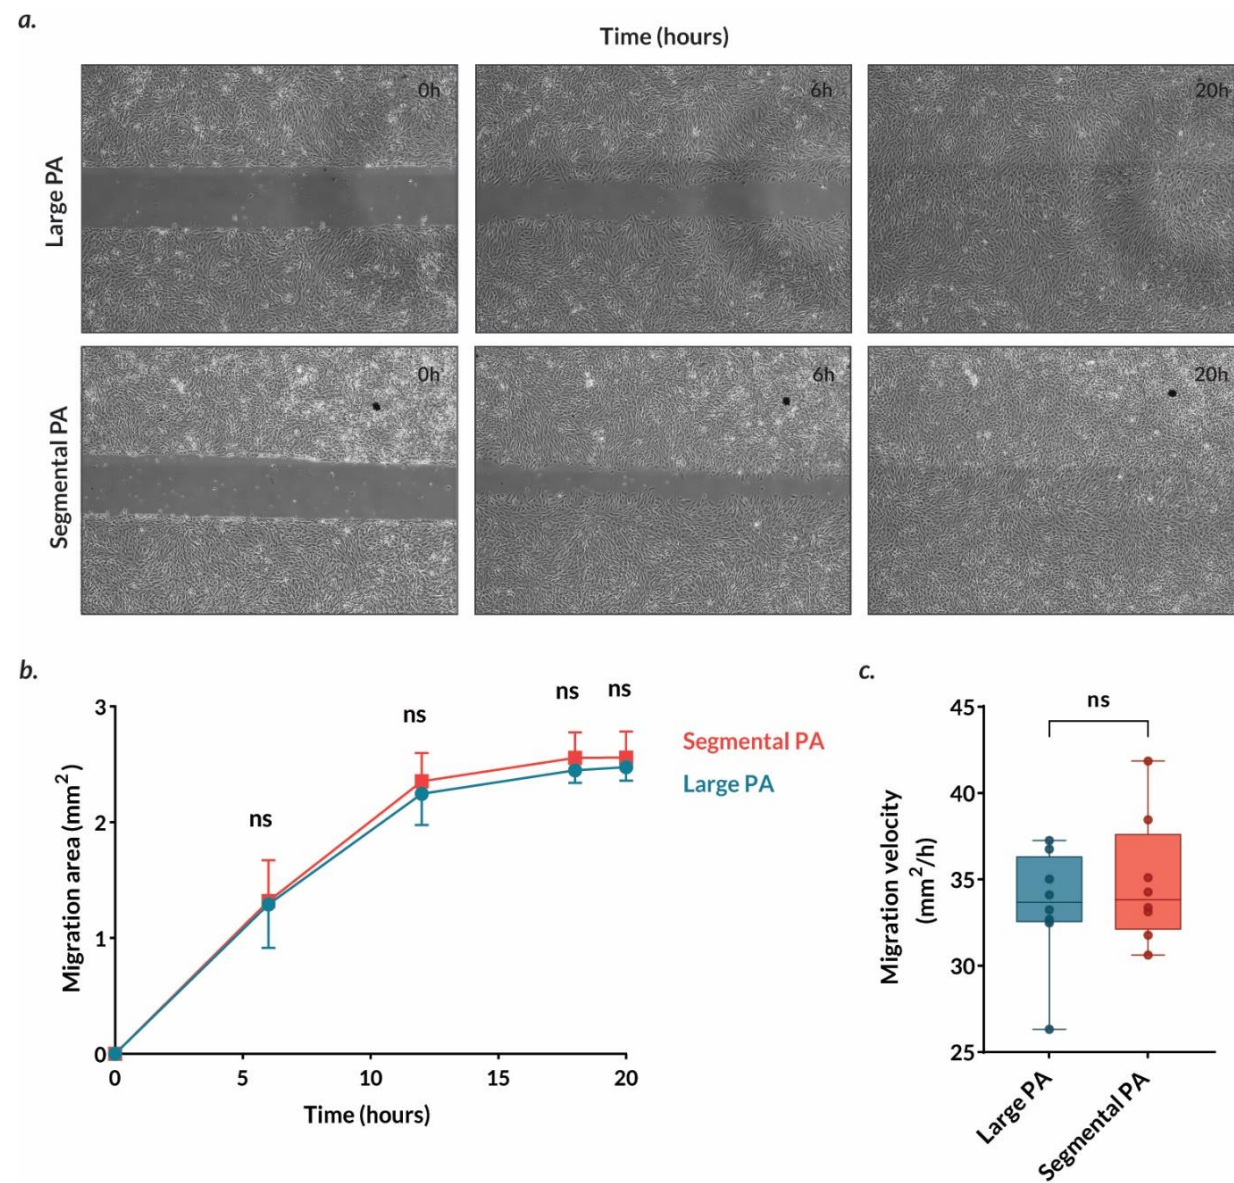 a.
Time (hours)
Large PA
0h
6h
20h
Segmental PA
0h
6h
20h
b.
Migration area (mm²)
3
2
1
0
ns
ns
ns
ns
Segmental PA
Large PA
0
5
10
15
20
Time (hours)
c.
Migration velocity
(mm²/h)
45
40
35
30
25
ns
Large PA
Segmental PA